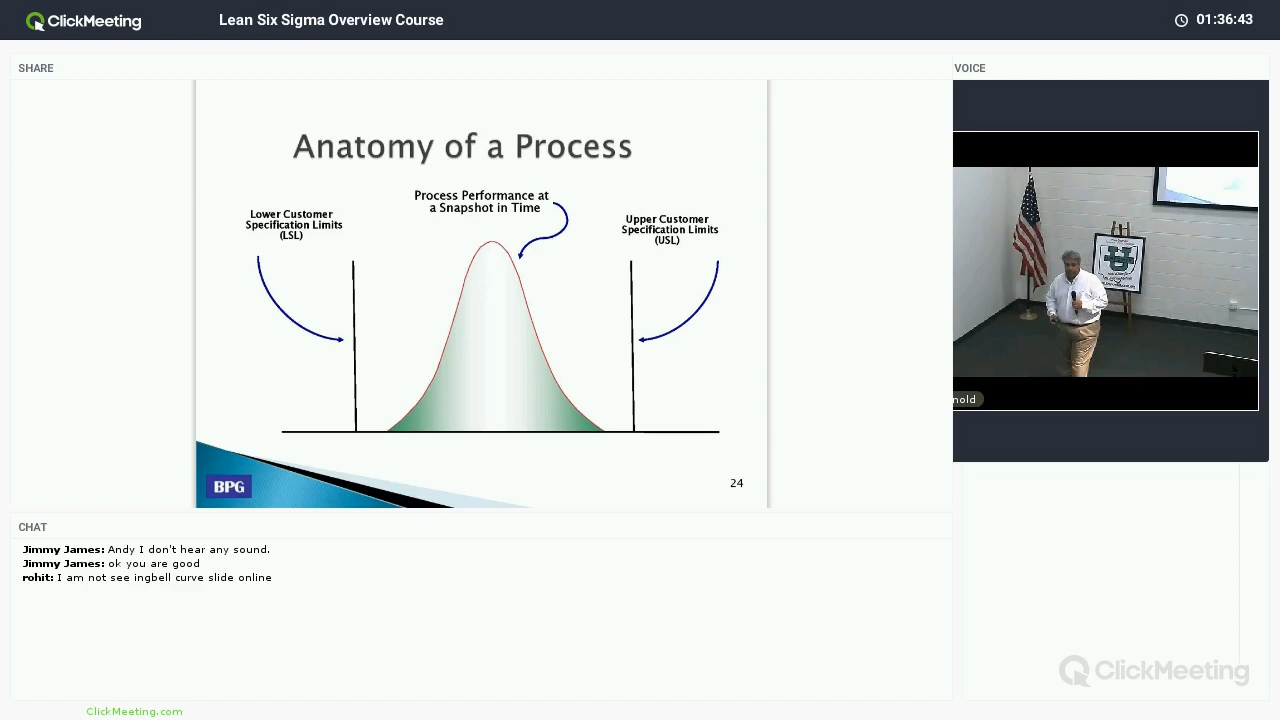 ClickMeeting
Lean Six Sigma Overview Course
01:36:43
SHARE
VOICE
Anatomy of a Process
Process Performance at
a Snapshot in Time
Lower Customer
Specification Limits
(LSL)
Upper Customer
Specification Limits
(USL)
BPG
24
nold
CHAT
Jimmy James: Andy I don't hear any sound.
Jimmy James: ok you are good
rohit: I am not see ingbell curve slide online
ClickMeeting
ClickMeeting.com